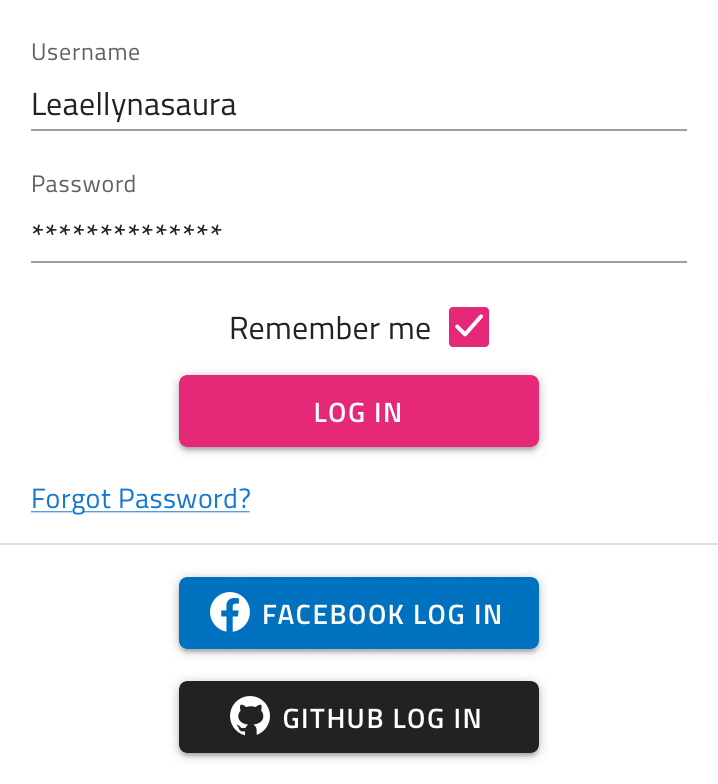 Username
Leaellynasaura
Password
**************
Remember me
LOG IN
Forgot Password?
FACEBOOK LOG IN
GITHUB LOG IN